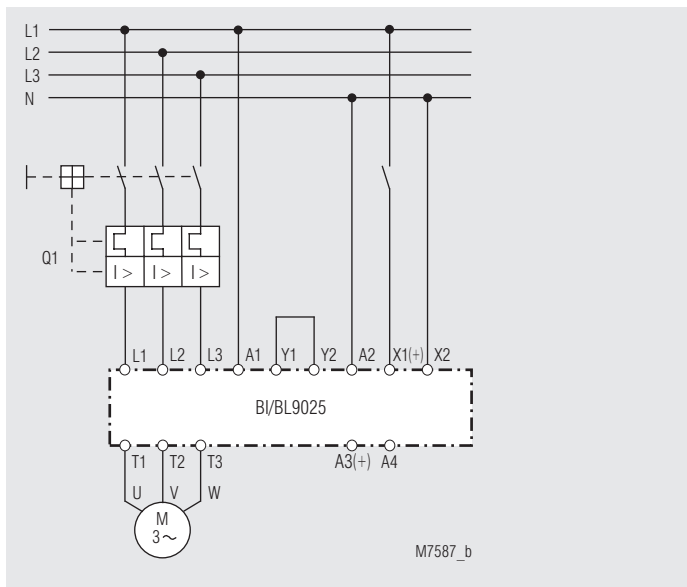 L1
L2
L3
N
Q1
I > I > I >
L1 L2 L3 A1 Y1 Y2 A2 X1(+) X2
BI/BL9025
T1 T2 T3 A3(+) A4
U V W
M
3~
M7587_b